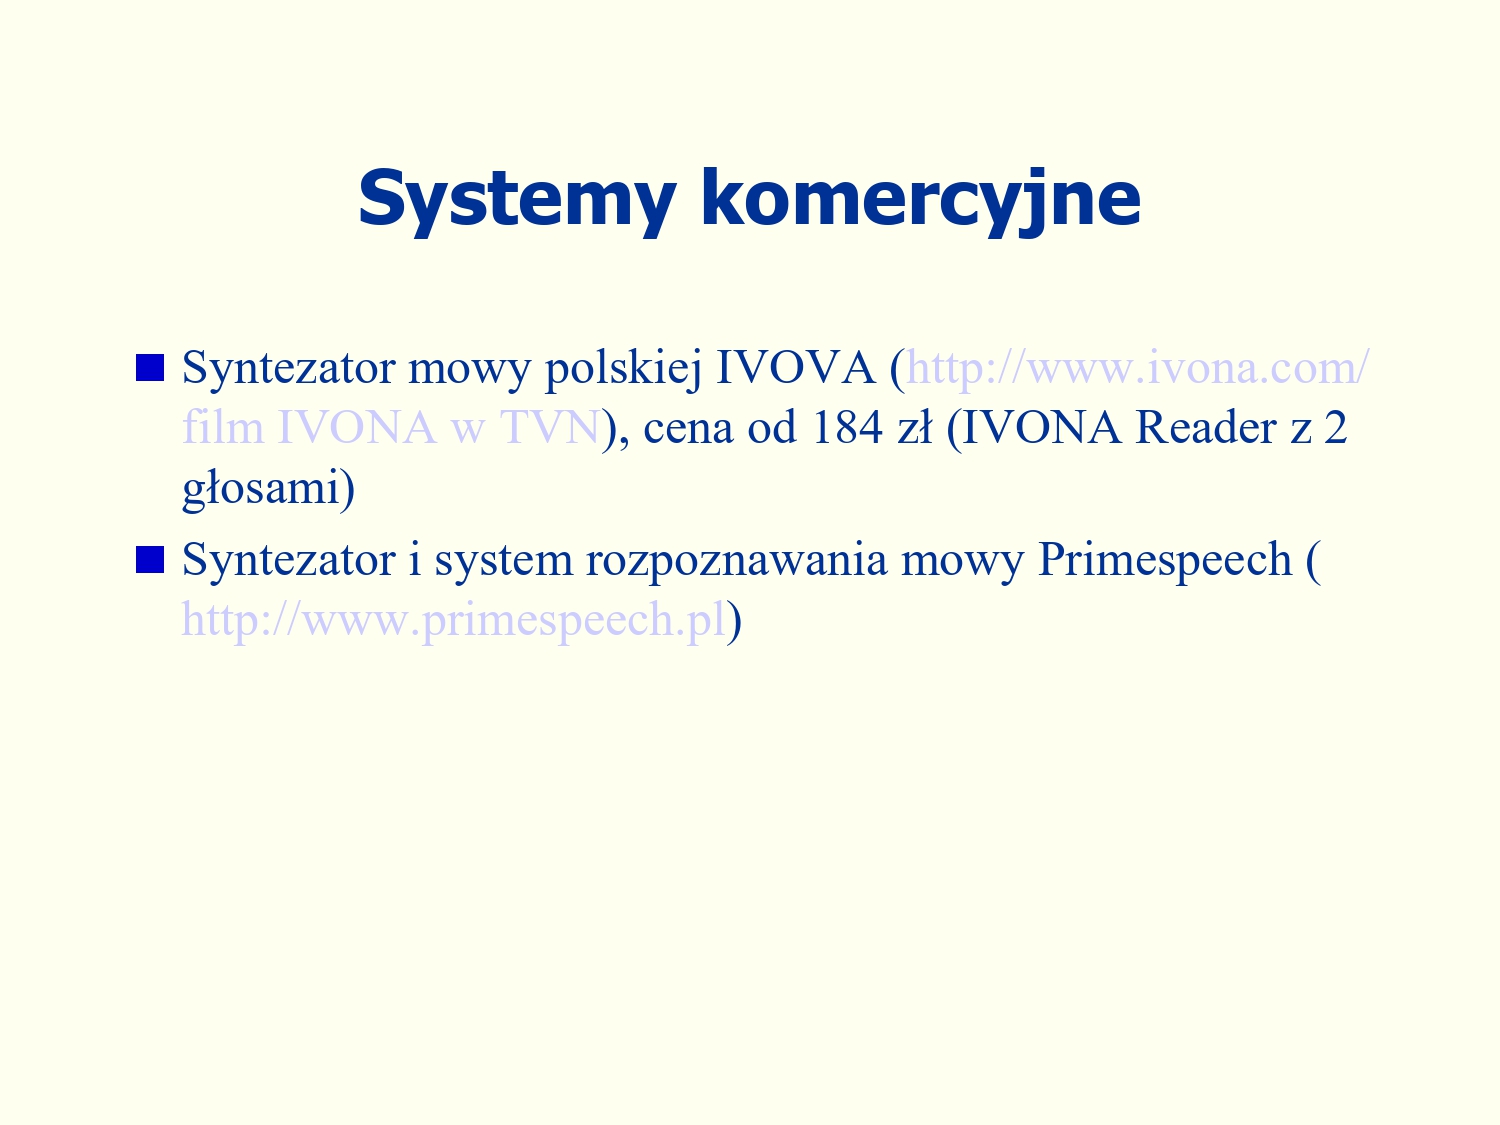 Systemy komercyjne
Syntezator mowy polskiej IVOVA (http://www.ivona.com/
film IVONA w TVN), cena od 184 zł (IVONA Reader z 2
głosami)
Syntezator i system rozpoznawania mowy Primespeech (
http://www.primespeech.pl)